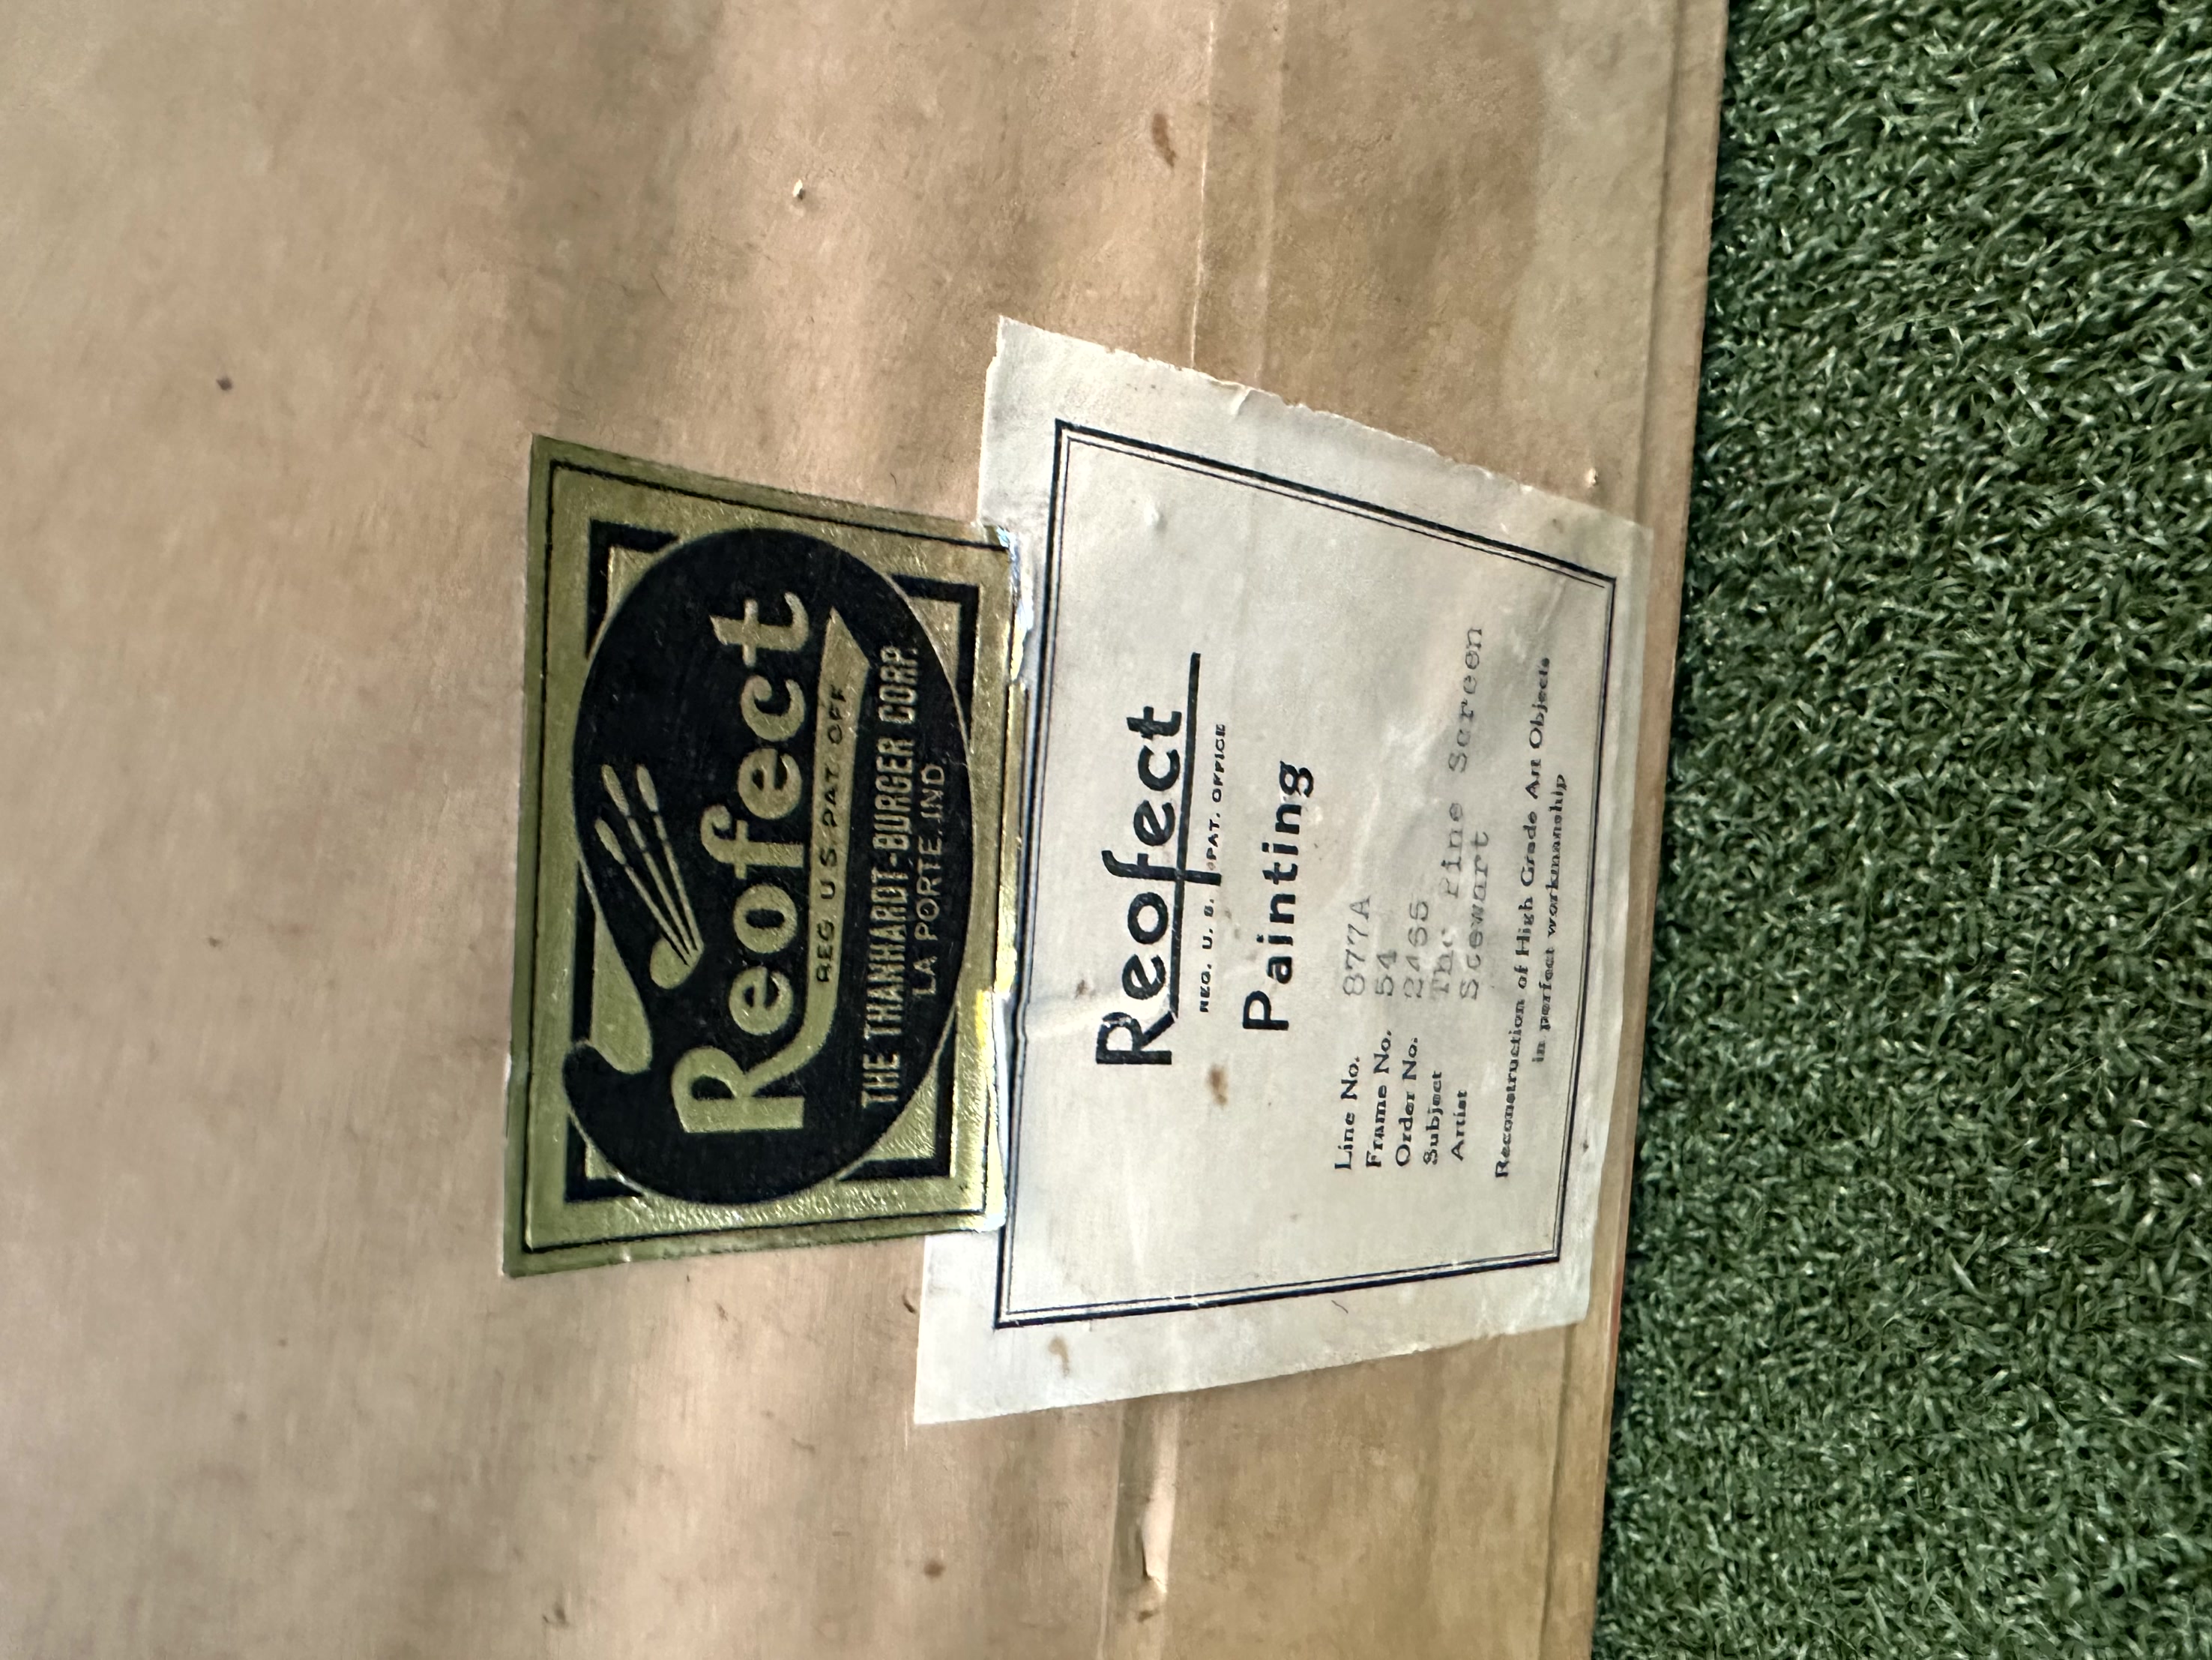 Reofect
REG. U.S. PAT. OFF.
THE THANHARDT-BURGER CORP.
LA PORTE, IND.
Reofect
REG. U. S. PAT. OFFICE
Painting
Line No. 877A
Frame No. 54
Order No. 2465
Subject The Pine Screen
Artist Stewart
Reconstruction of High Grade Art Objects
in perfect workmanship